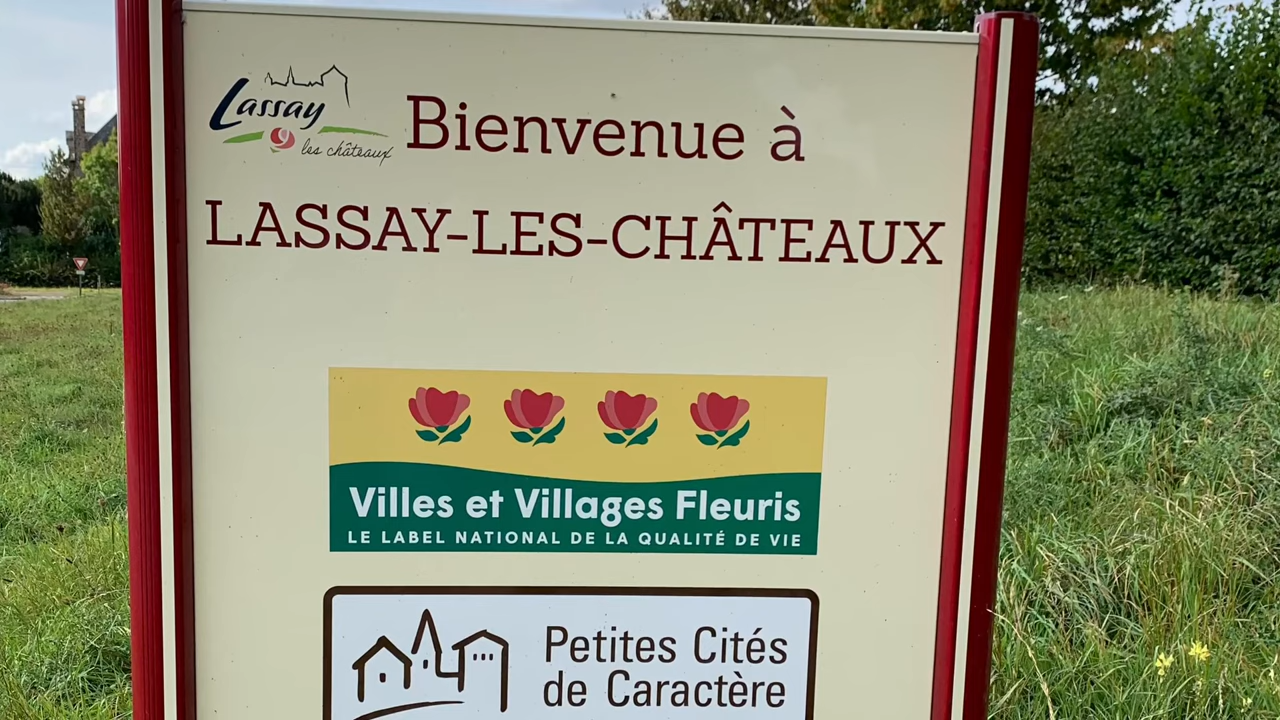 Lassay
les châteaux
Bienvenue à
LASSAY-LES-CHÂTEAUX
Villes et Villages Fleuris
LE LABEL NATIONAL DE LA QUALITÉ DE VIE
Petites Cités
de Caractère